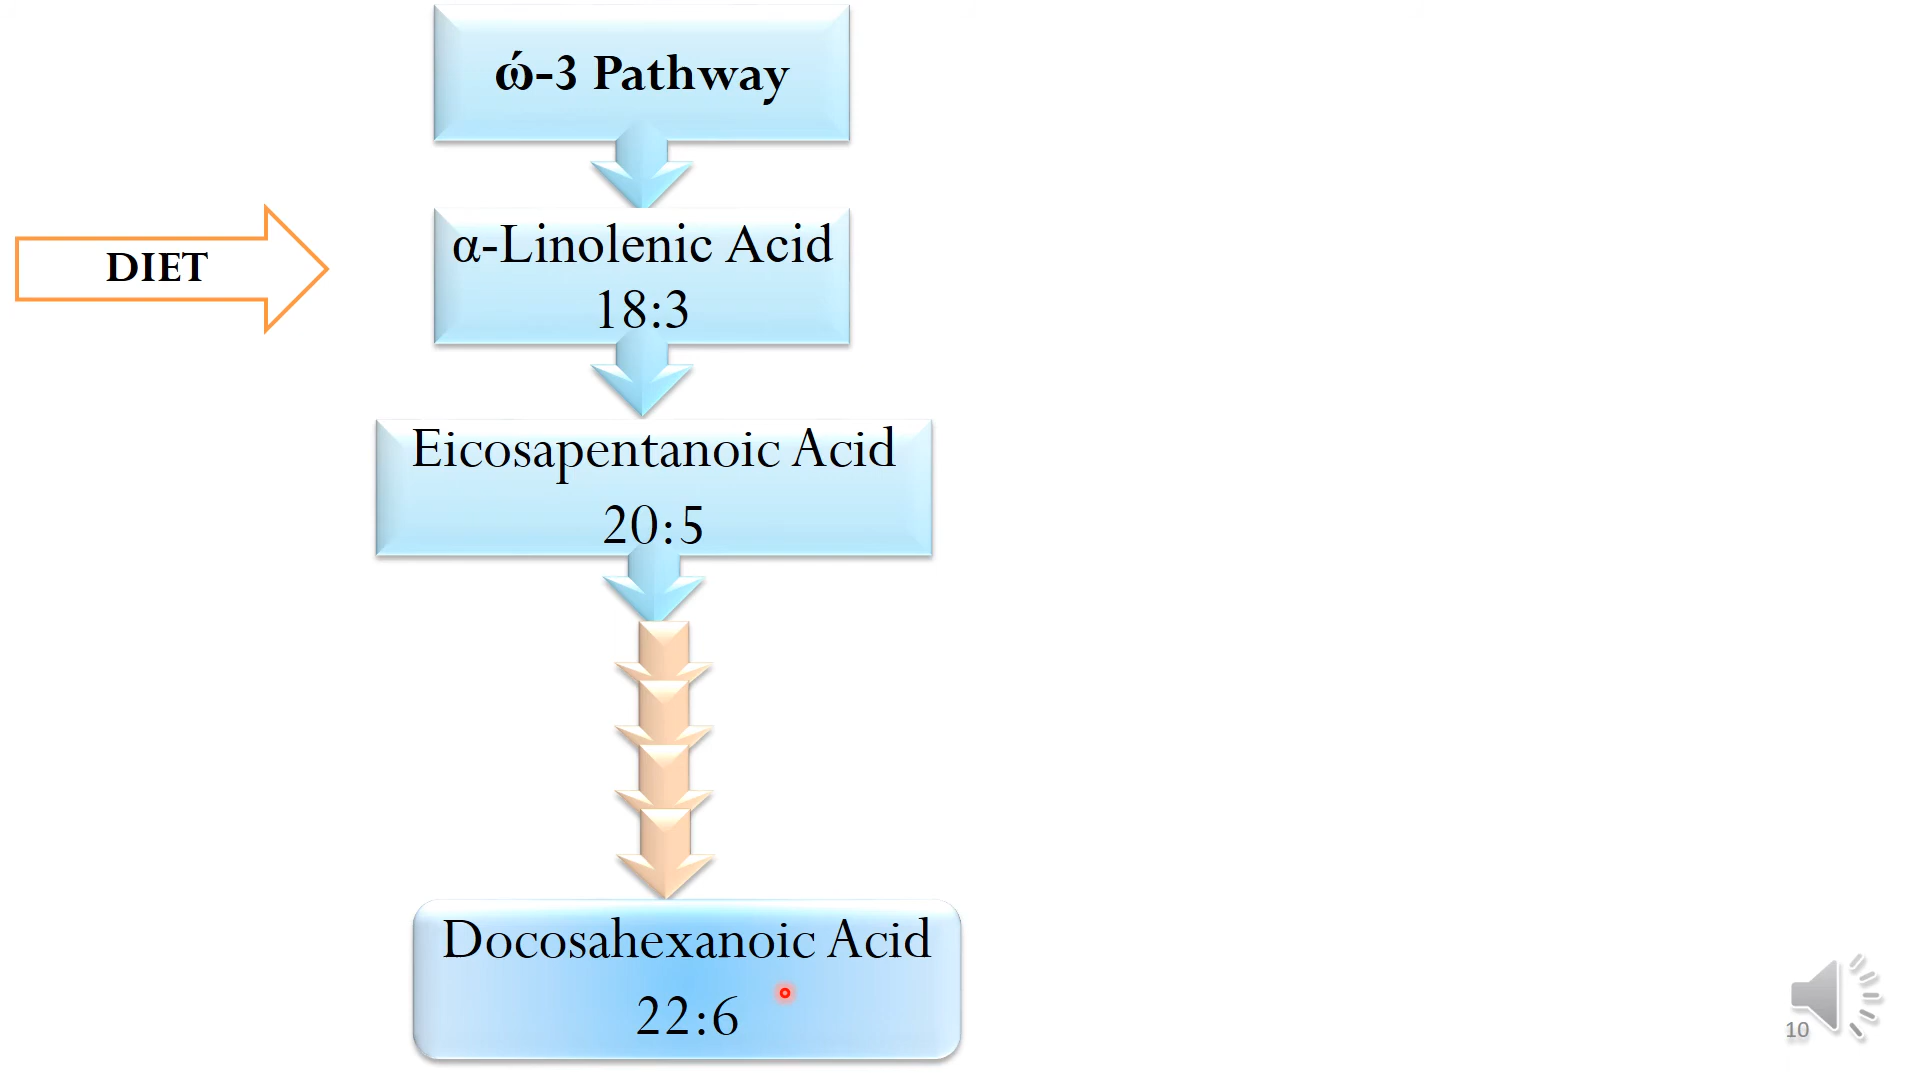 ώ-3 Pathway
DIET
α-Linolenic Acid
18:3
Eicosapentanoic Acid
20:5
Docosahexanoic Acid
22:6
10